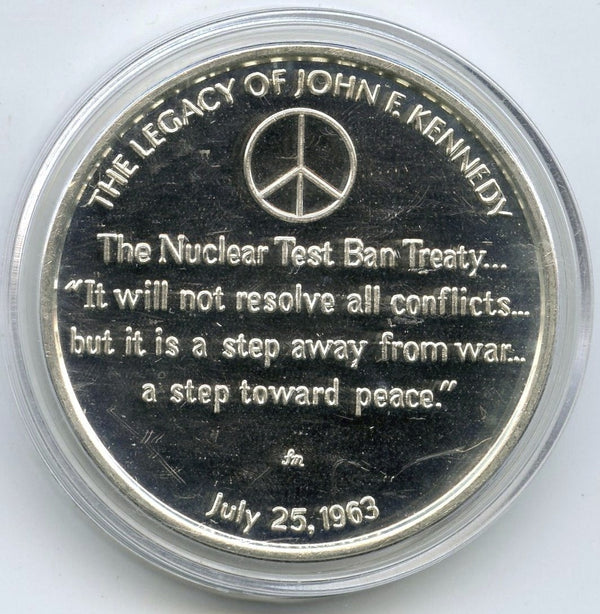 THE LEGACY OF JOHN F. KENNEDY
The Nuclear Test Ban Treaty...
"It will not resolve all conflicts...
but it is a step away from war...
a step toward peace."
July 25, 1963